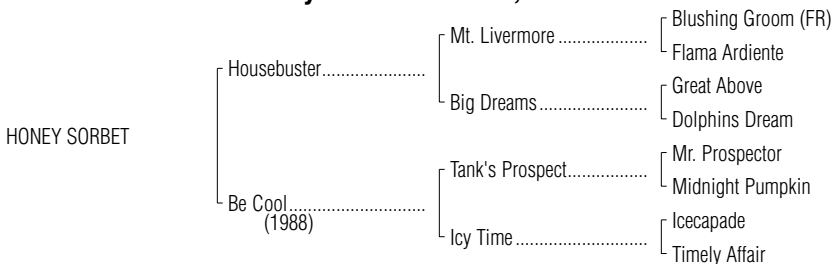 Blushing Groom (FR)
Mt. Livermore
Flama Ardiente
Housebuster
Great Above
Big Dreams
Dolphins Dream
HONEY SORBET
Mr. Prospector
Tank's Prospect
Midnight Pumpkin
Be Cool
(1988)
Icecapade
Icy Time
Timely Affair